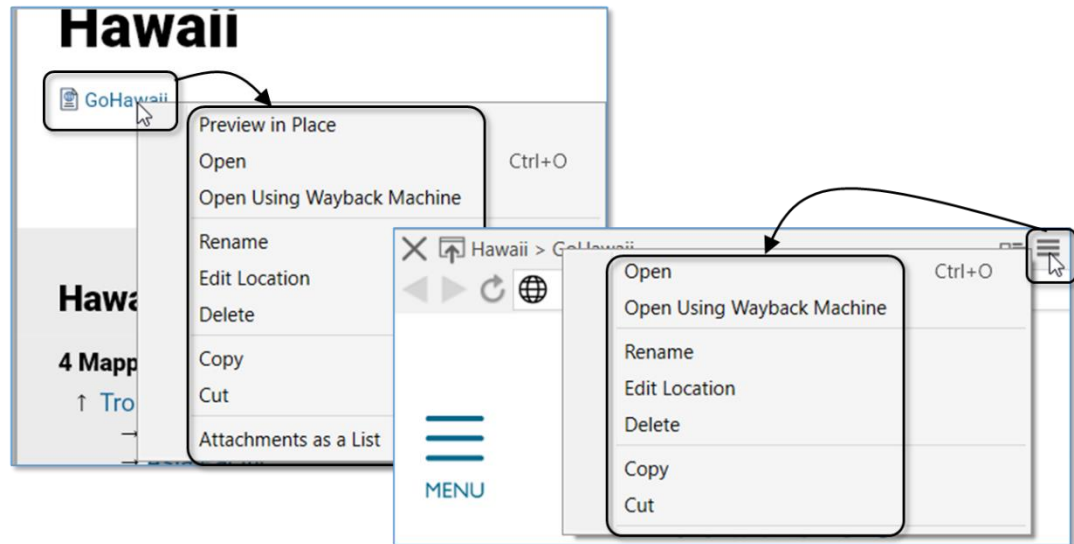 Hawaii
GoHawaii
Preview in Place
Open Ctrl+O
Open Using Wayback Machine
Rename
Edit Location
Delete
Copy
Cut
Attachments as a List
Hawa
4 Mapp
↑ Tro
→
→
Hawaii > GoHawaii
Open Ctrl+O
Open Using Wayback Machine
Rename
Edit Location
Delete
Copy
Cut
MENU